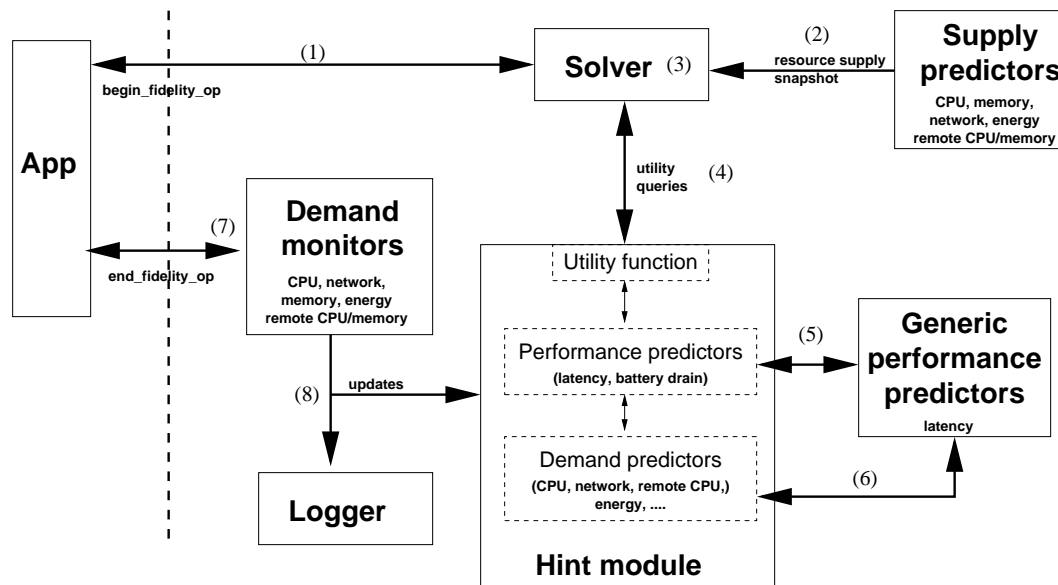 (1)
begin_fidelity_op
App
Solver (3)
(2)
resource supply
snapshot
Supply
predictors
CPU, memory,
network, energy
remote CPU/memory
utility
queries
(4)
(7)
end_fidelity_op
Demand
monitors
CPU, network,
memory, energy
remote CPU/memory
(8)
updates
Logger
Utility function
Performance predictors
(latency, battery drain)
Demand predictors
(CPU, network, remote CPU,)
energy, ....
Hint module
(5)
Generic
performance
predictors
latency
(6)